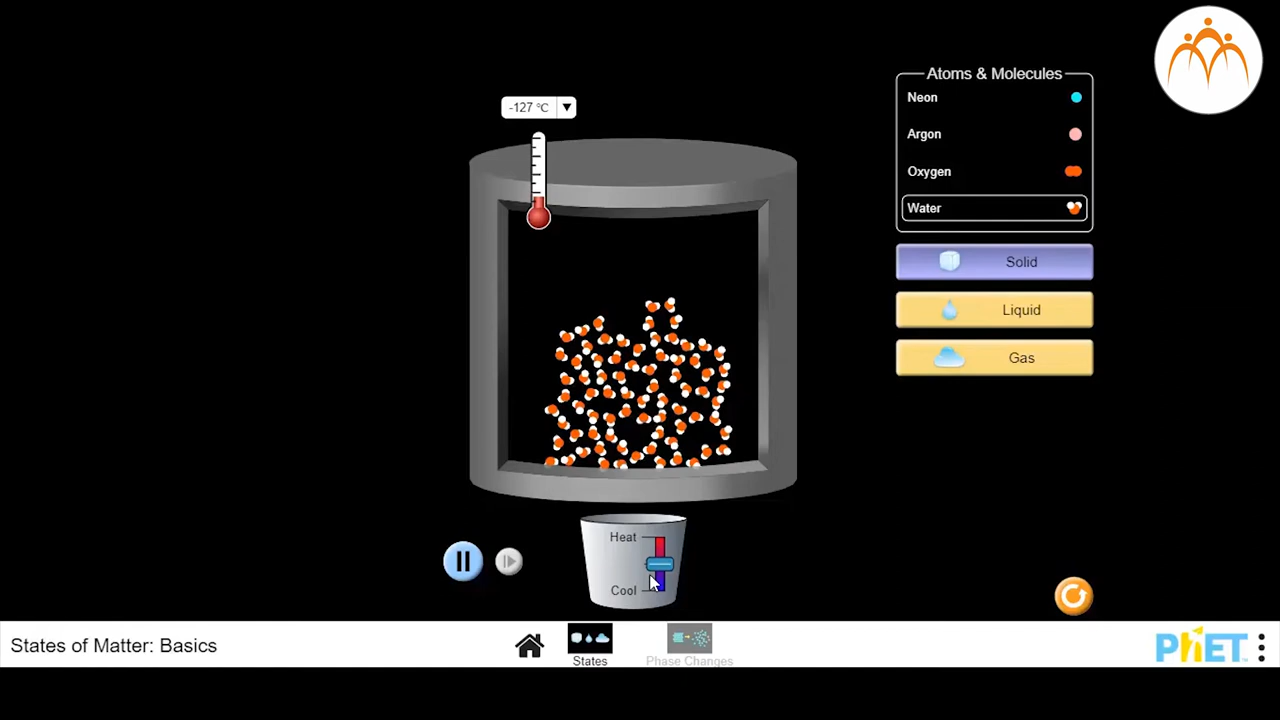 Atoms & Molecules
Neon
-127 °C
Argon
Oxygen
Water
Solid
Liquid
Gas
Heat
Cool
States of Matter: Basics
States
Phase Changes
PhET